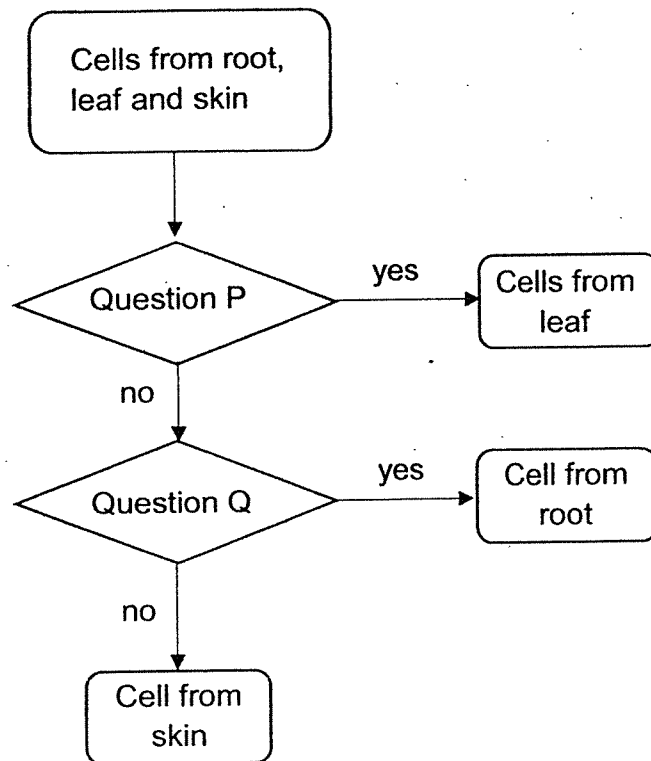 Cells from root,
leaf and skin
Question P
yes
Cells from
leaf
no
Question Q
yes
Cell from
root
no
Cell from
skin